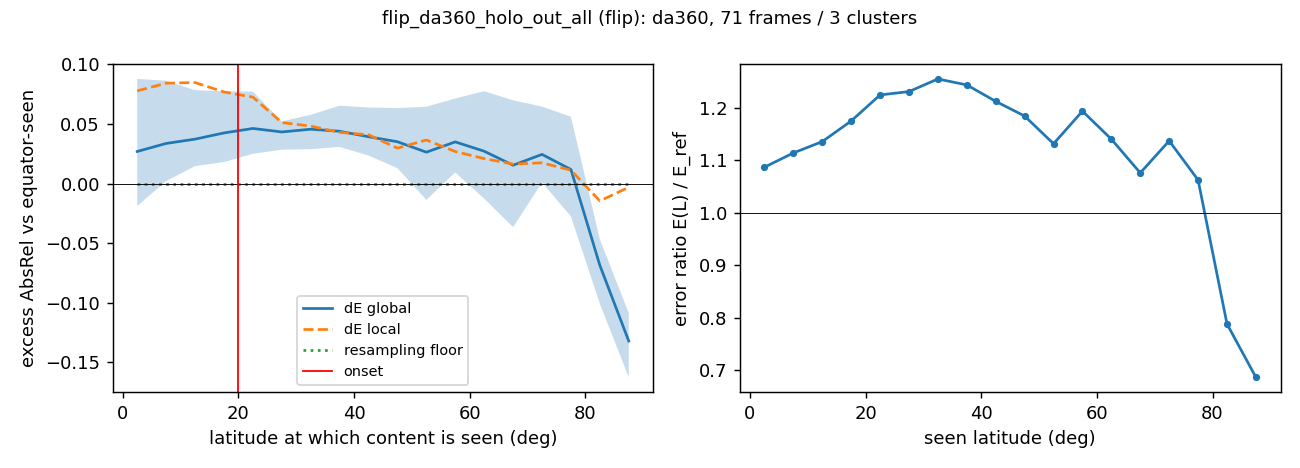 flip_da360_holo_out_all (flip): da360, 71 frames / 3 clusters
excess AbsRel vs equator-seen
0.10
0.05
0.00
−0.05
−0.10
−0.15
dE global
dE local
resampling floor
onset
0
20
40
60
80
latitude at which content is seen (deg)
error ratio E(L) / E_ref
1.2
1.1
1.0
0.9
0.8
0.7
0
20
40
60
80
seen latitude (deg)